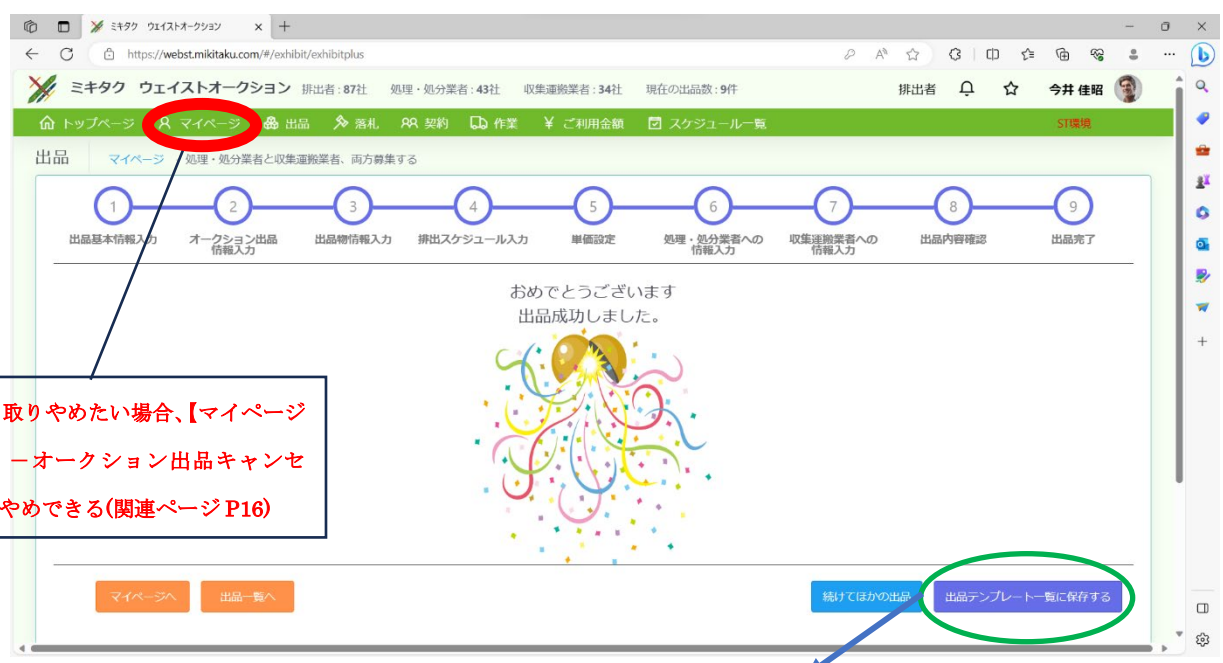 ミキタク ウェイストオークション
https://webst.mikitaku.com/#/exhibit/exhibitplus
ミキタク ウェイストオークション 排出者 : 87社 処理・処分業者 : 43社 収集運搬業者 : 34社 現在の出品数 : 9件 排出者 今井 佳昭
トップページ マイページ 出品 落札 契約 作業 ¥ ご利用金額 スケジュール一覧 ST環境
出品 マイページ 処理・処分業者と収集運搬業者、両方募集する
1 2 3 4 5 6 7 8 9
出品基本情報入力 オークション出品 出品物情報入力 排出スケジュール入力 単価設定 処理・処分業者への 収集運搬業者への 出品内容確認 出品完了
情報入力 情報入力 情報入力
おめでとうございます
出品成功しました。
取りやめたい場合、【マイページ
－オークション出品キャンセ
やめできる(関連ページ P16)
マイページへ 出品一覧へ 続けてほかの出品 出品テンプレート一覧に保存する